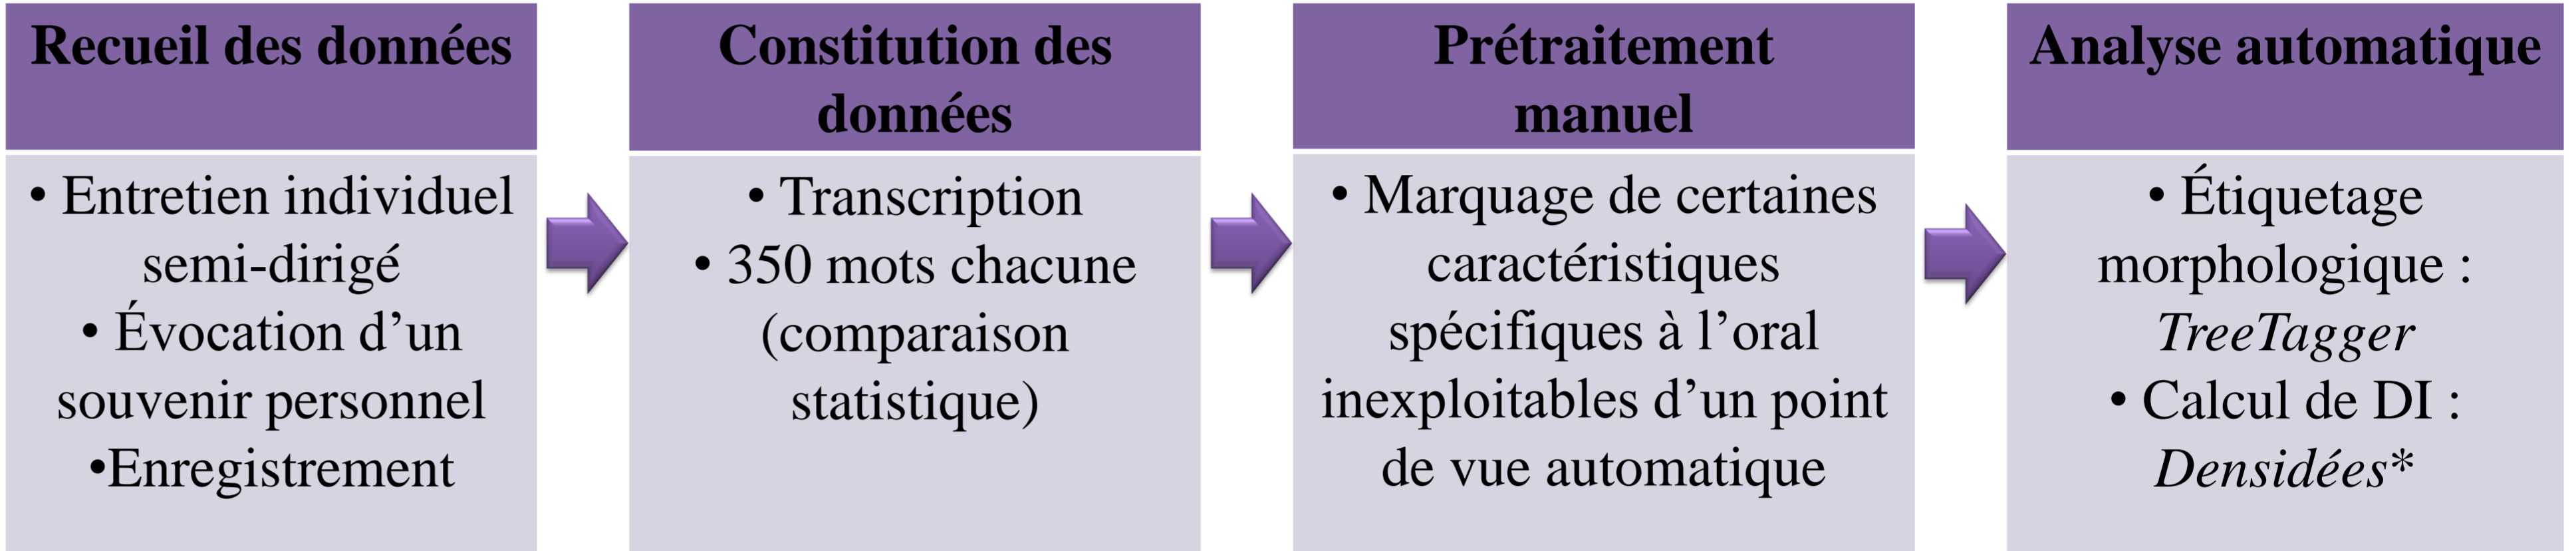 Recueil des données
• Entretien individuel
semi-dirigé
• Évocation d’un
souvenir personnel
•Enregistrement
Constitution des
données
• Transcription
• 350 mots chacune
(comparaison
statistique)
Prétraitement
manuel
• Marquage de certaines
caractéristiques
spécifiques à l’oral
inexploitables d’un point
de vue automatique
Analyse automatique
• Étiquetage
morphologique :
TreeTagger
• Calcul de DI :
Densidées*